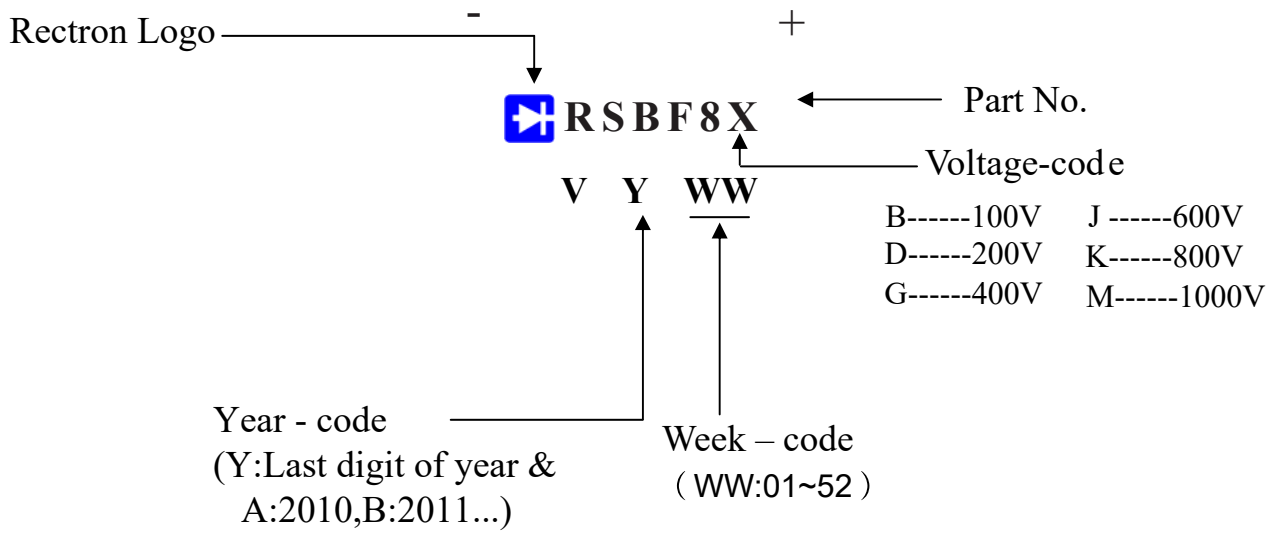 - +
Rectron Logo
RSBF8X
Part No.
Voltage-code
V Y WW
B------100V J ------600V
D------200V K------800V
G------400V M------1000V
Year - code
(Y:Last digit of year &
A:2010,B:2011...)
Week – code
（WW:01~52）